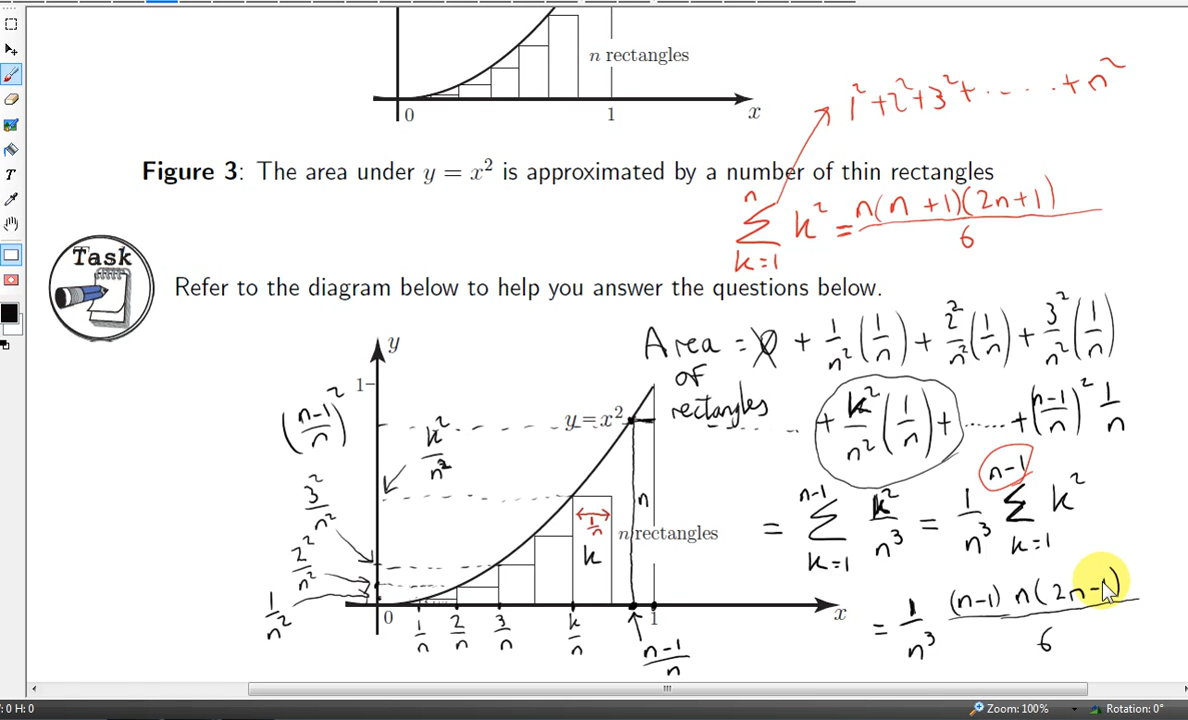 n rectangles
0 1 x
1² + 2² + 3² + ..... + n²
Figure 3: The area under y = x² is approximated by a number of thin rectangles
n
∑ k² = n(n+1)(2n+1) / 6
k=1
Task
Refer to the diagram below to help you answer the questions below.
y
1
Area of rectangles = 0 + 1/n² (1/n) + 2²/n² (1/n) + 3²/n² (1/n)
+ k²/n² (1/n) + ...... + (n-1/n)² 1/n
(n-1/n)²
y = x²
k²/n²
3²/n²
2²/n²
1/n²
1/n
k
n
n rectangles
n-1 n-1
= ∑ k²/n³ = 1/n³ ∑ k²
k=1 k=1
= 1/n³ (n-1) n(2n-1) / 6
0 1 x
1/n 2/n 3/n k/n n-1/n
: 0 H: 0 Zoom: 100% Rotation: 0°